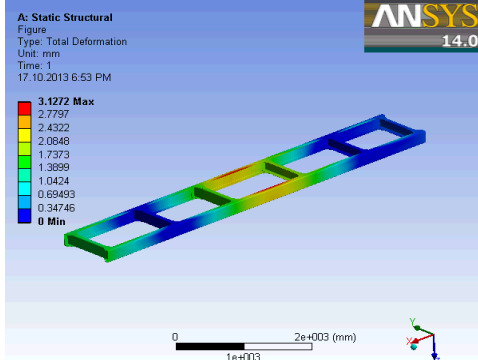 A: Static Structural
Figure
Type: Total Deformation
Unit: mm
Time: 1
17.10.2013 6:53 PM
ANSYS
14.0
3.1272 Max
2.7797
2.4322
2.0848
1.7373
1.3899
1.0424
0.69493
0.34746
0 Min
0
2e+003 (mm)
1e+003
Y
X